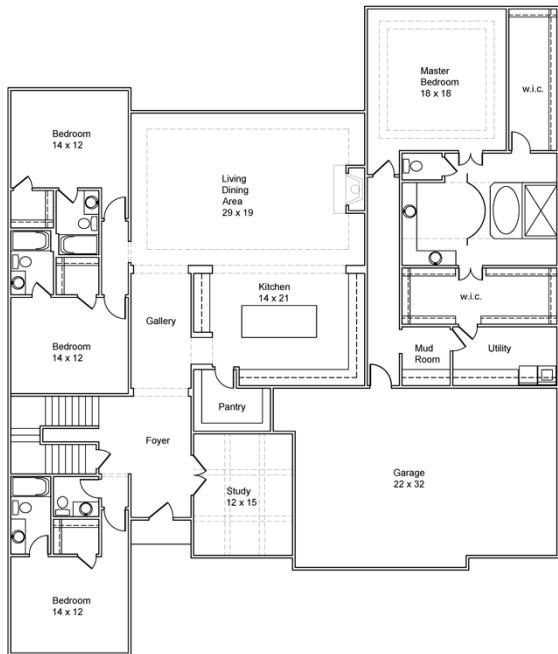 Master
Bedroom
18 x 18
w.i.c.
Bedroom
14 x 12
Living
Dining
Area
29 x 19
Kitchen
14 x 21
w.i.c.
Gallery
Bedroom
14 x 12
Mud
Room
Utility
Pantry
Foyer
Study
12 x 15
Garage
22 x 32
Bedroom
14 x 12